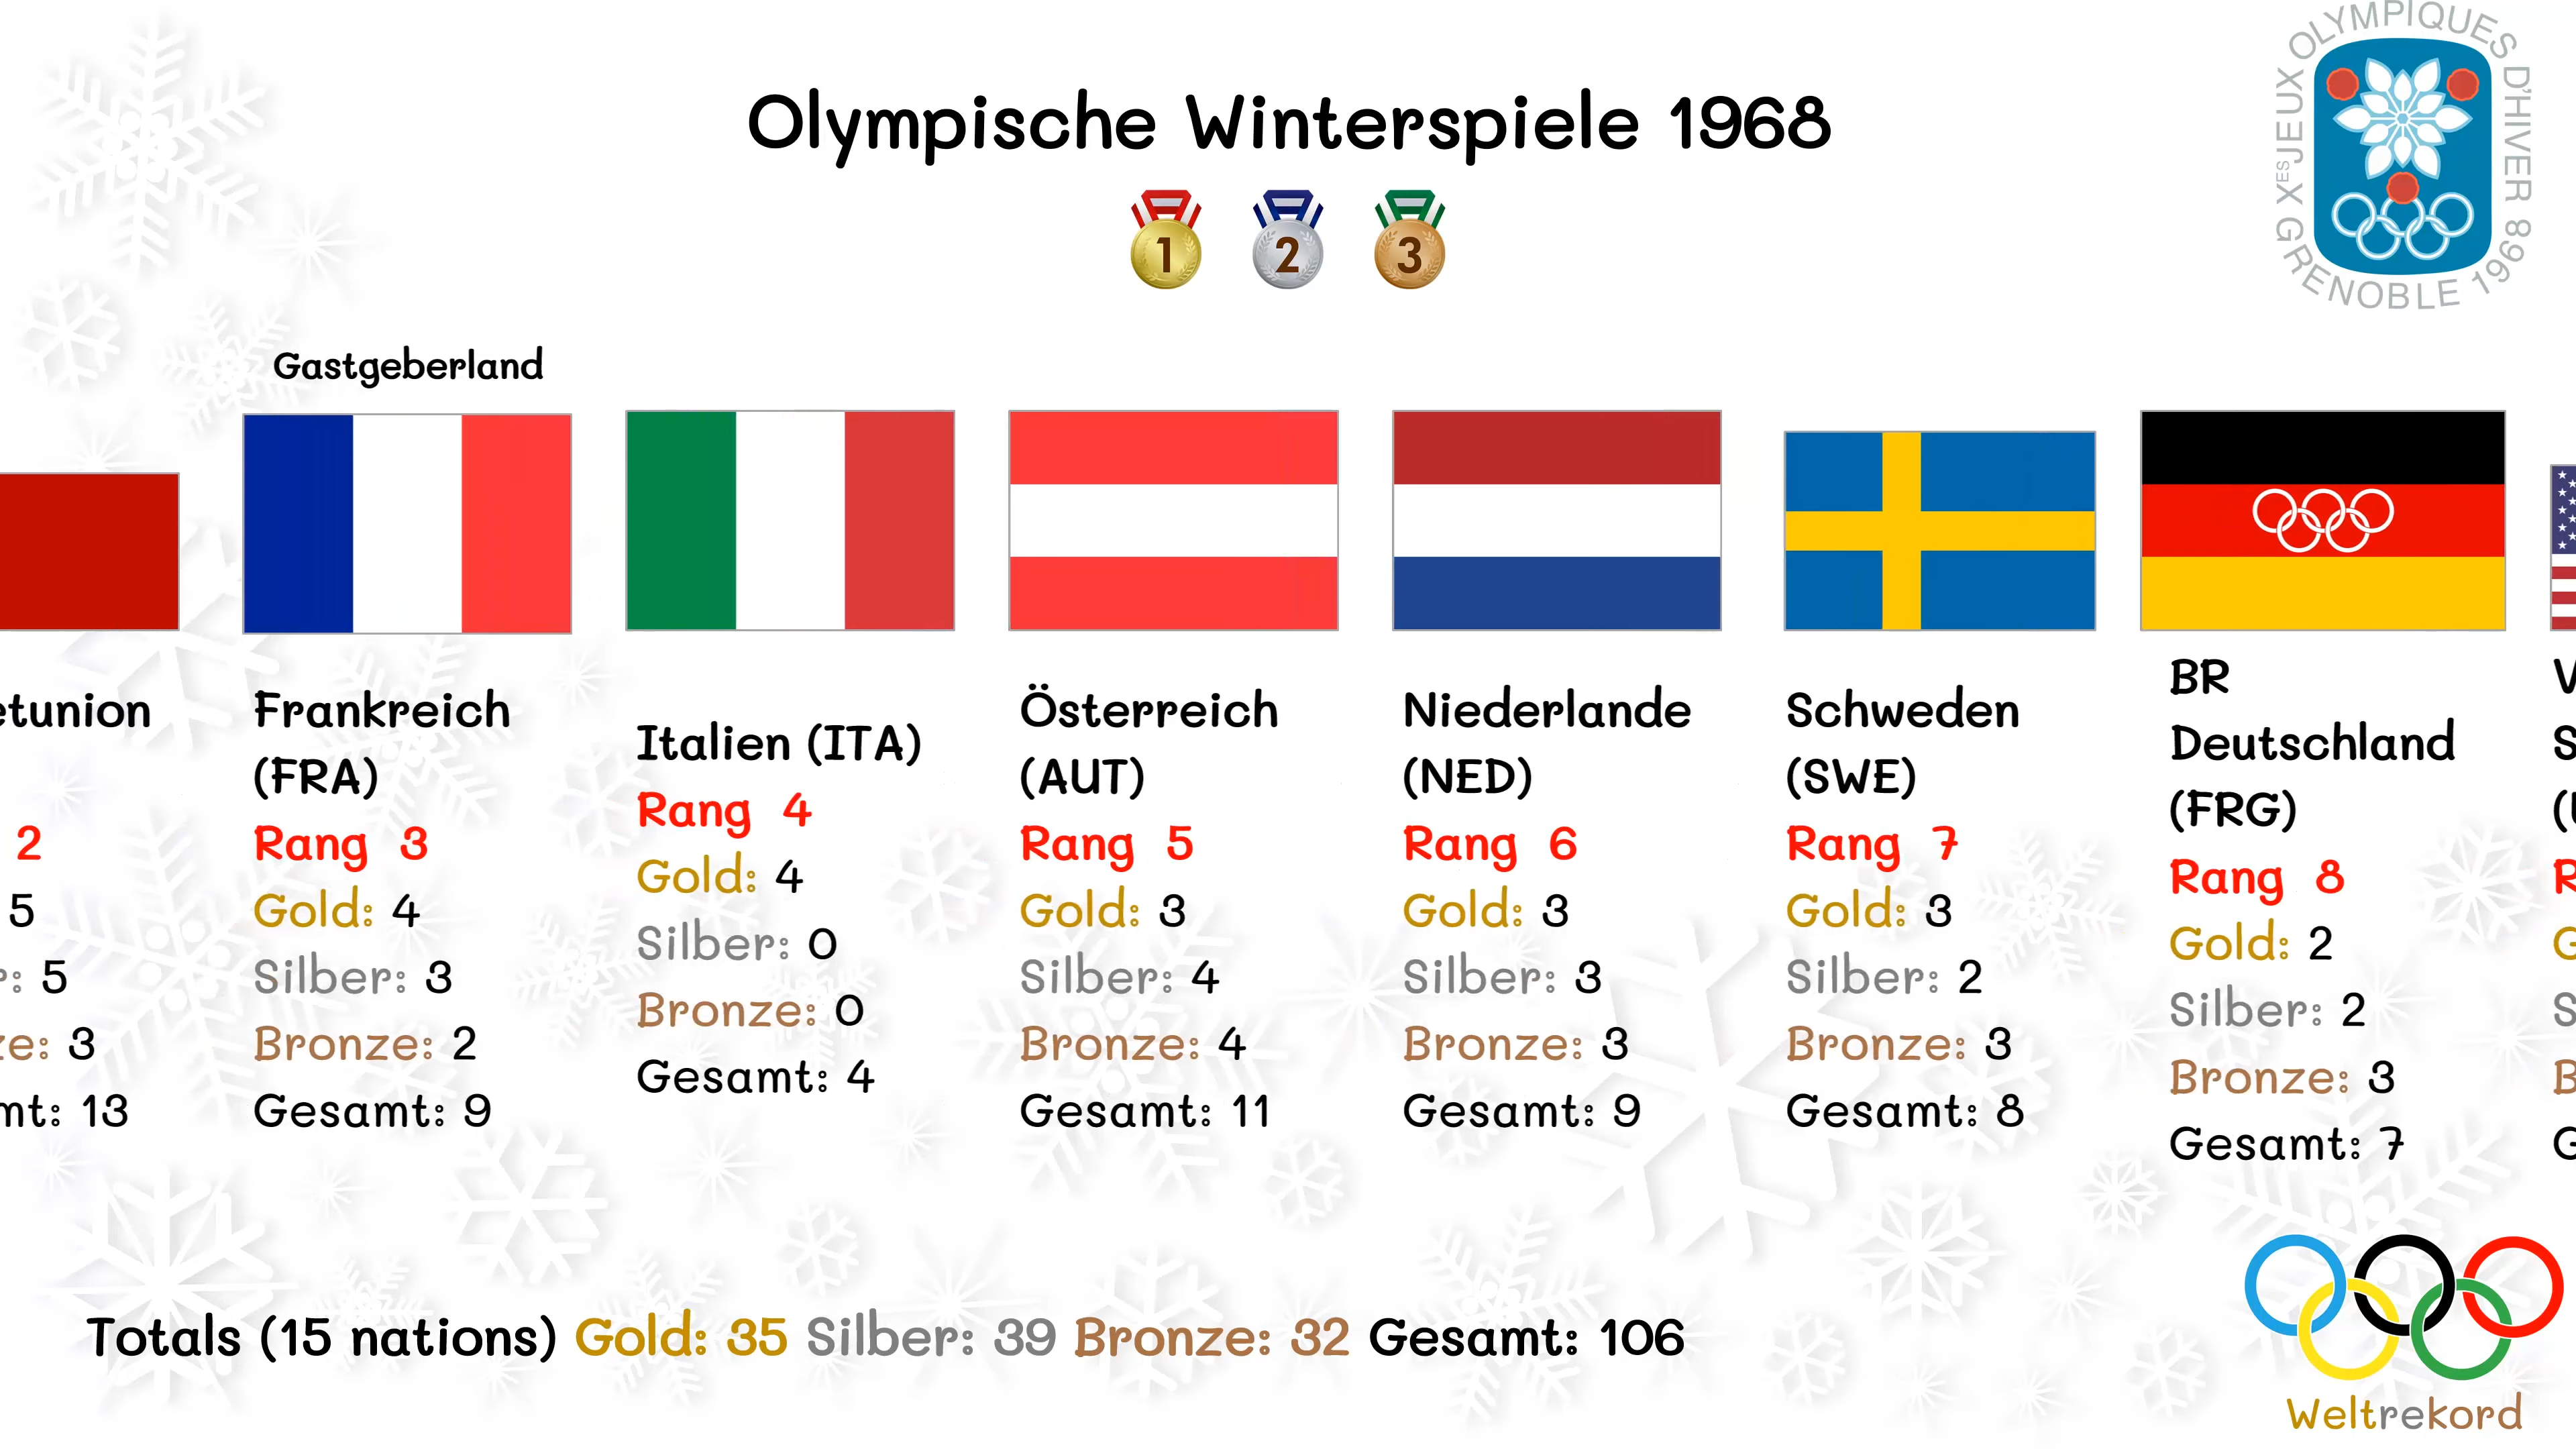 Olympische Winterspiele 1968
1 2 3
XES JEUX OLYMPIQUES D'HIVER
GRENOBLE 1968
Gastgeberland
etunion
2
5
r: 5
ze: 3
mt: 13
Frankreich
(FRA)
Rang 3
Gold: 4
Silber: 3
Bronze: 2
Gesamt: 9
Italien (ITA)
Rang 4
Gold: 4
Silber: 0
Bronze: 0
Gesamt: 4
Österreich
(AUT)
Rang 5
Gold: 3
Silber: 4
Bronze: 4
Gesamt: 11
Niederlande
(NED)
Rang 6
Gold: 3
Silber: 3
Bronze: 3
Gesamt: 9
Schweden
(SWE)
Rang 7
Gold: 3
Silber: 2
Bronze: 3
Gesamt: 8
BR
Deutschland
(FRG)
Rang 8
Gold: 2
Silber: 2
Bronze: 3
Gesamt: 7
Totals (15 nations) Gold: 35 Silber: 39 Bronze: 32 Gesamt: 106
Weltrekord